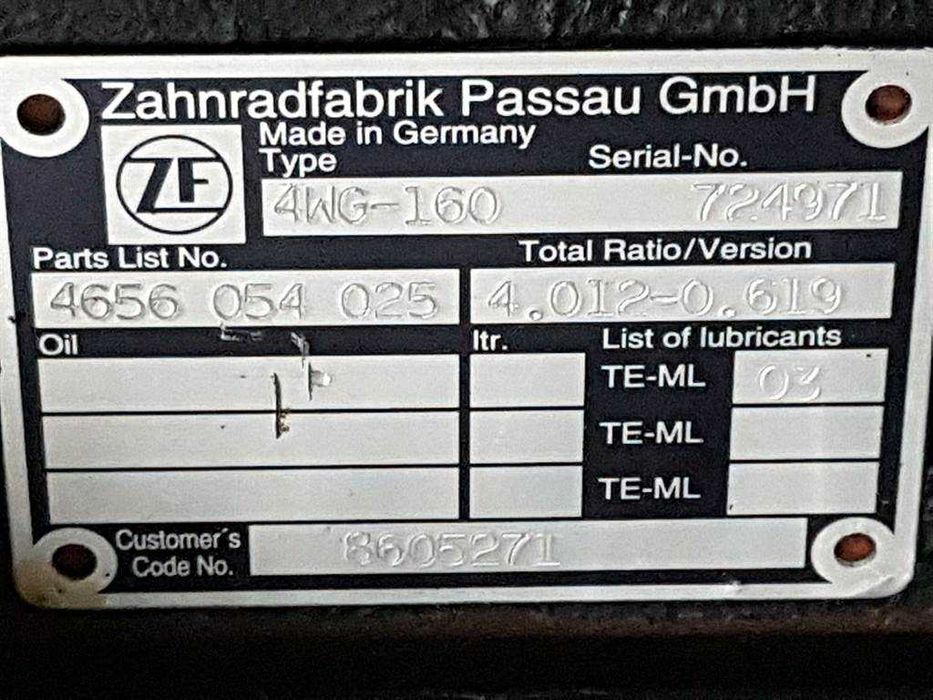 Zahnradfabrik Passau GmbH
Made in Germany
ZF
Type Serial-No.
4WG-160 724971
Parts List No. Total Ratio/Version
4656 054 025 4.012-0.619
Oil ltr. List of lubricants
TE-ML 03
TE-ML
TE-ML
Customer's
Code No. 8605271